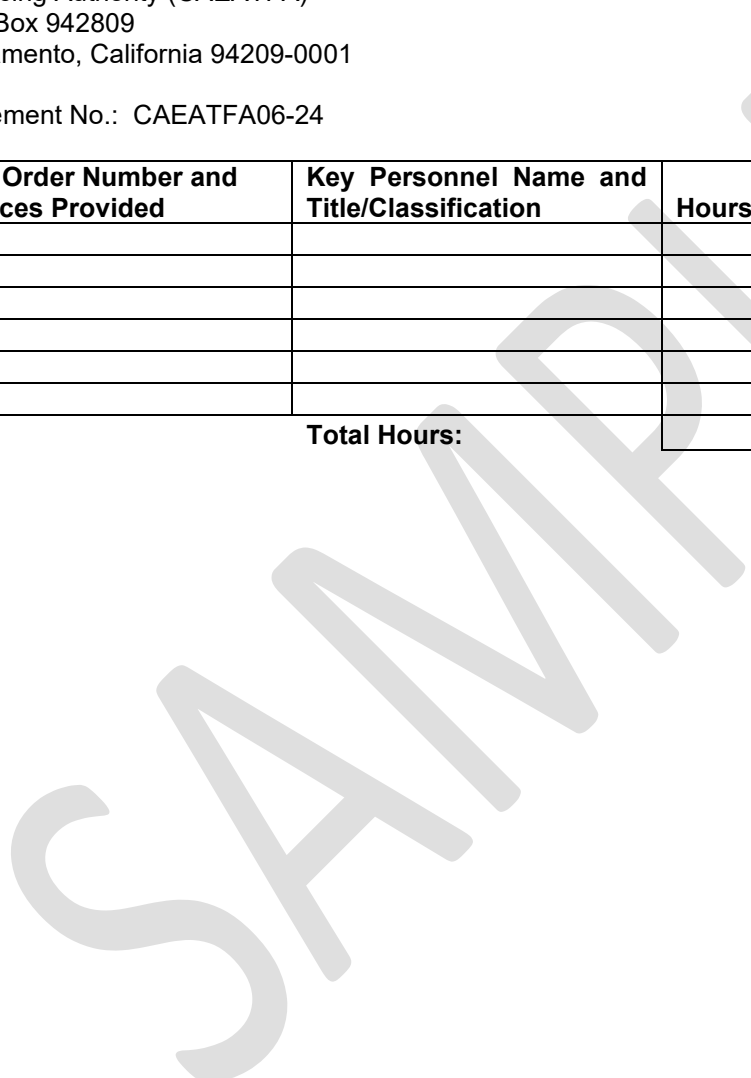 Box 942809
mento, California 94209-0001
ement No.: CAEATFA06-24
Order Number and
ces Provided
Key Personnel Name and
Title/Classification
Hours
Total Hours:
SAMPL